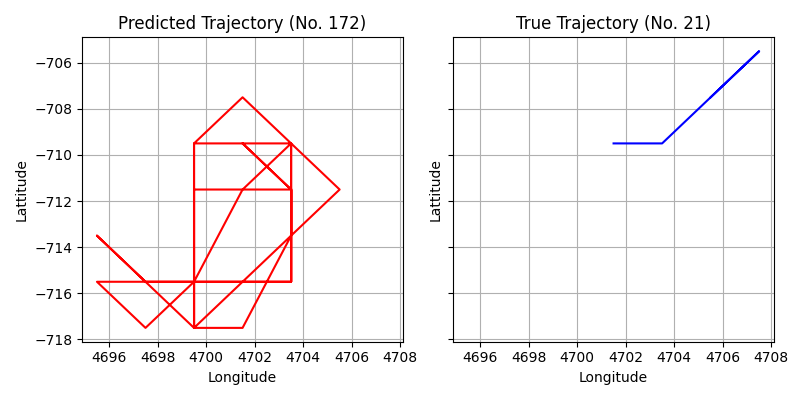 Predicted Trajectory (No. 172)
True Trajectory (No. 21)
Lattitude
−706
−708
−710
−712
−714
−716
−718
4696 4698 4700 4702 4704 4706 4708
Longitude
Lattitude
4696 4698 4700 4702 4704 4706 4708
Longitude